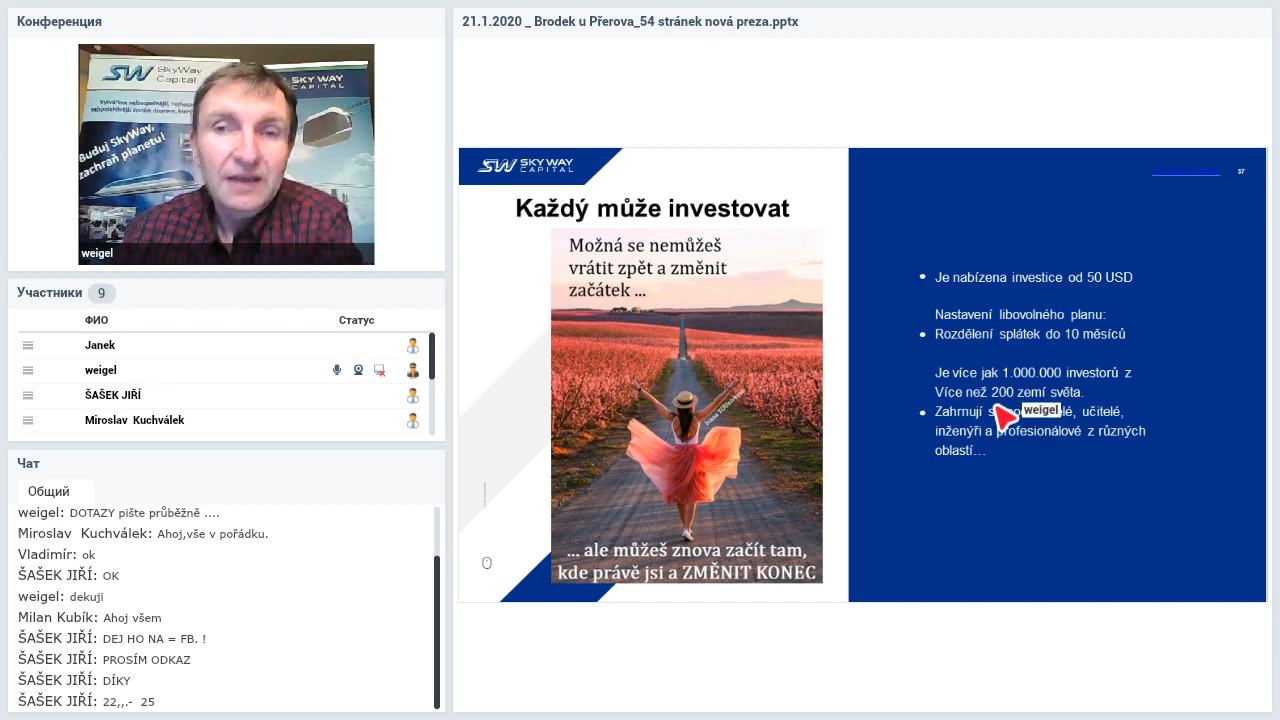 Конференция
SW SkyWay Capital
SKY WAY CAPITAL
Buduj SkyWay,
zachraň planetu!
weigel
Участники 9
ФИО Статус
Janek
weigel
ŠAŠEK JIŘÍ
Miroslav Kuchválek
Чат
Общий
weigel: DOTAZY pište průběžně ....
Miroslav Kuchválek: Ahoj,vše v pořádku.
Vladimír: ok
ŠAŠEK JIŘÍ: OK
weigel: dekuji
Milan Kubík: Ahoj všem
ŠAŠEK JIŘÍ: DEJ HO NA = FB. !
ŠAŠEK JIŘÍ: PROSÍM ODKAZ
ŠAŠEK JIŘÍ: DÍKY
ŠAŠEK JIŘÍ: 22,,.- 25
21.1.2020 _ Brodek u Přerova_54 stránek nová preza.pptx
SW SKY WAY CAPITAL
Každý může investovat
Možná se nemůžeš
vrátit zpět a změnit
začátek ...
... ale můžeš znova začít tam,
kde právě jsi a ZMĚNIT KONEC
57
• Je nabízena investice od 50 USD
Nastavení libovolného planu:
• Rozdělení splátek do 10 měsíců
Je více jak 1.000.000 investorů z
Více než 200 zemí světa.
• Zahrnují učitelé,
weigel
inženýři a profesionálové z různých
oblastí…